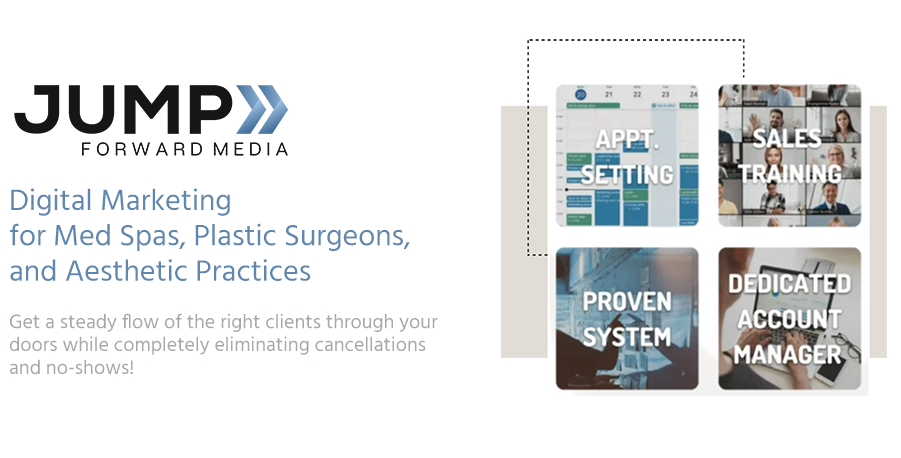 JUMP
FORWARD MEDIA
Digital Marketing
for Med Spas, Plastic Surgeons,
and Aesthetic Practices
Get a steady flow of the right clients through your
doors while completely eliminating cancellations
and no-shows!
20 21 22 23 24
APPT.
SETTING
SALES
TRAINING
PROVEN
SYSTEM
DEDICATED
ACCOUNT
MANAGER